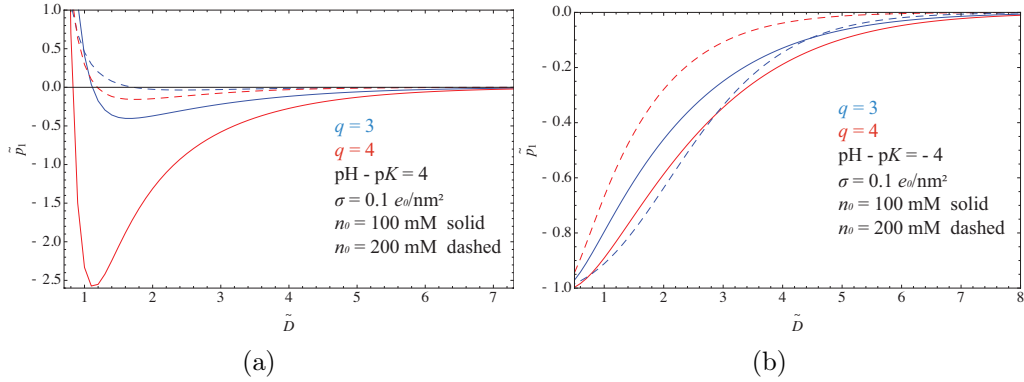 1.0
0.5
0.0
- 0.5
- 1.0
- 1.5
- 2.0
- 2.5
p̃₁
q = 3
q = 4
pH - pK = 4
σ = 0.1 e₀/nm²
n₀ = 100 mM solid
n₀ = 200 mM dashed
1 2 3 4 5 6 7
D̃
(a)
0.0
- 0.2
- 0.4
- 0.6
- 0.8
- 1.0
p̃₁
q = 3
q = 4
pH - pK = - 4
σ = 0.1 e₀/nm²
n₀ = 100 mM solid
n₀ = 200 mM dashed
1 2 3 4 5 6 7 8
D̃
(b)